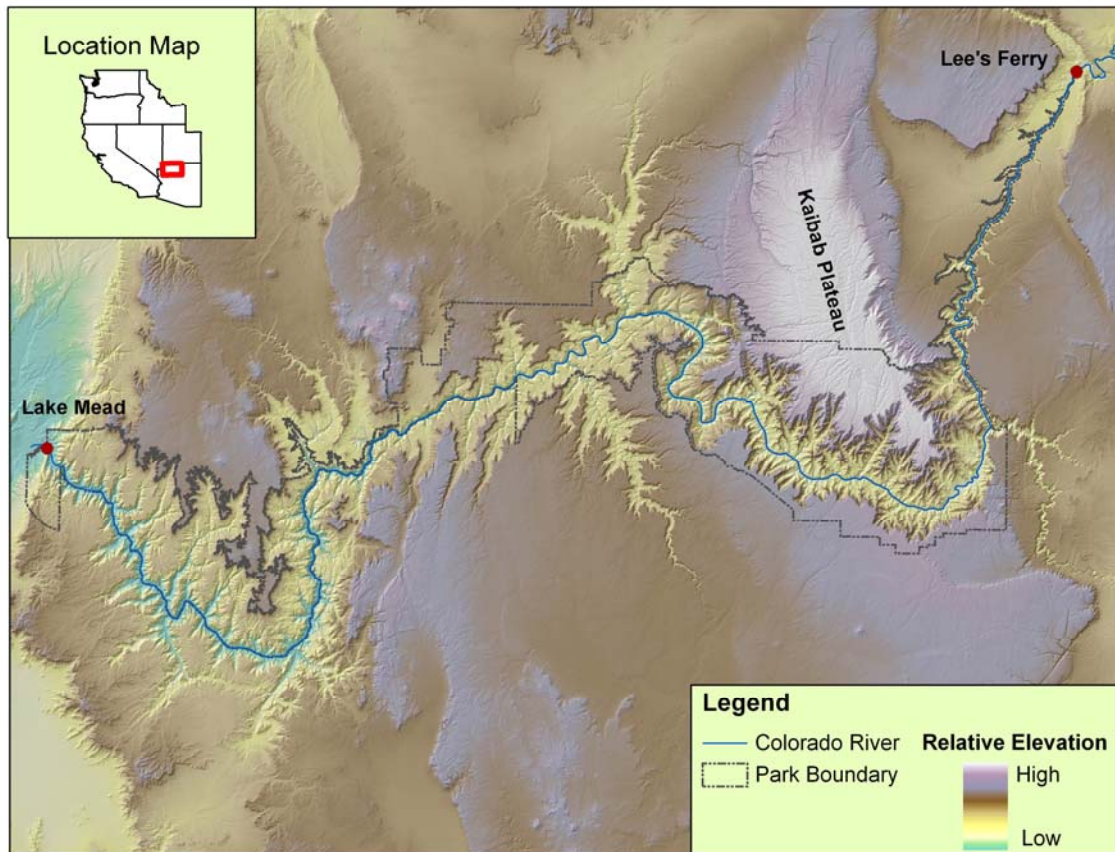 Location Map
Lee's Ferry
Kaibab Plateau
Lake Mead
Legend
Colorado River
Park Boundary
Relative Elevation
High
Low